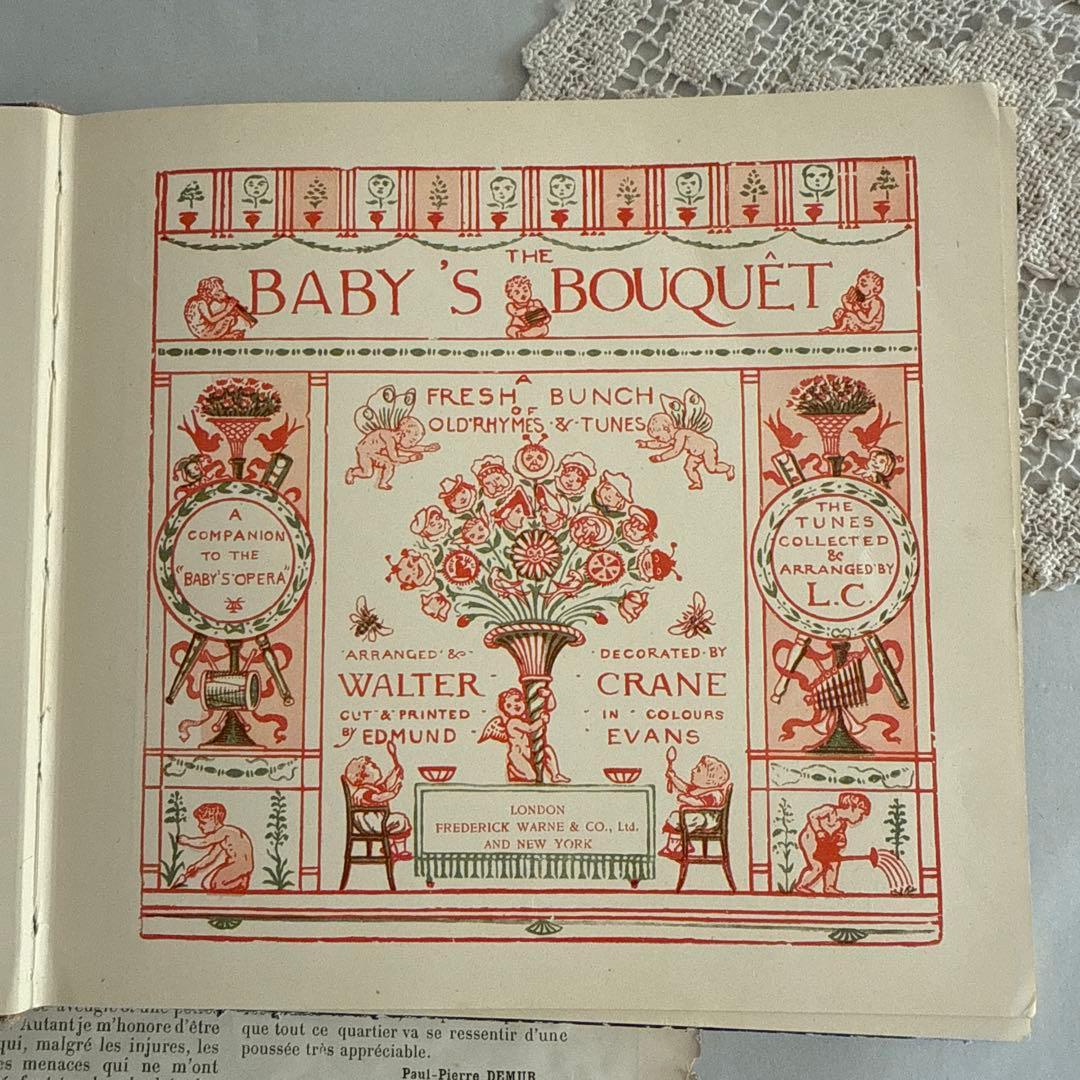 THE
BABY'S BOUQUÊT
A
FRESH BUNCH
OF
OLD RHYMES & TUNES
A
COMPANION
TO THE
"BABY'S OPERA"
THE
TUNES
COLLECTED
&
ARRANGED BY
L.C.
ARRANGED & DECORATED BY
WALTER CRANE
CUT & PRINTED IN COLOURS
BY EDMUND EVANS
LONDON
FREDERICK WARNE & CO., Ltd.
AND NEW YORK
Autant je m'honore d'être
qui, malgré les injures, les
es menaces qui ne m'ont
que tout ce quartier va se ressentir d'une
poussée très appréciable.
Paul-Pierre DEMUR